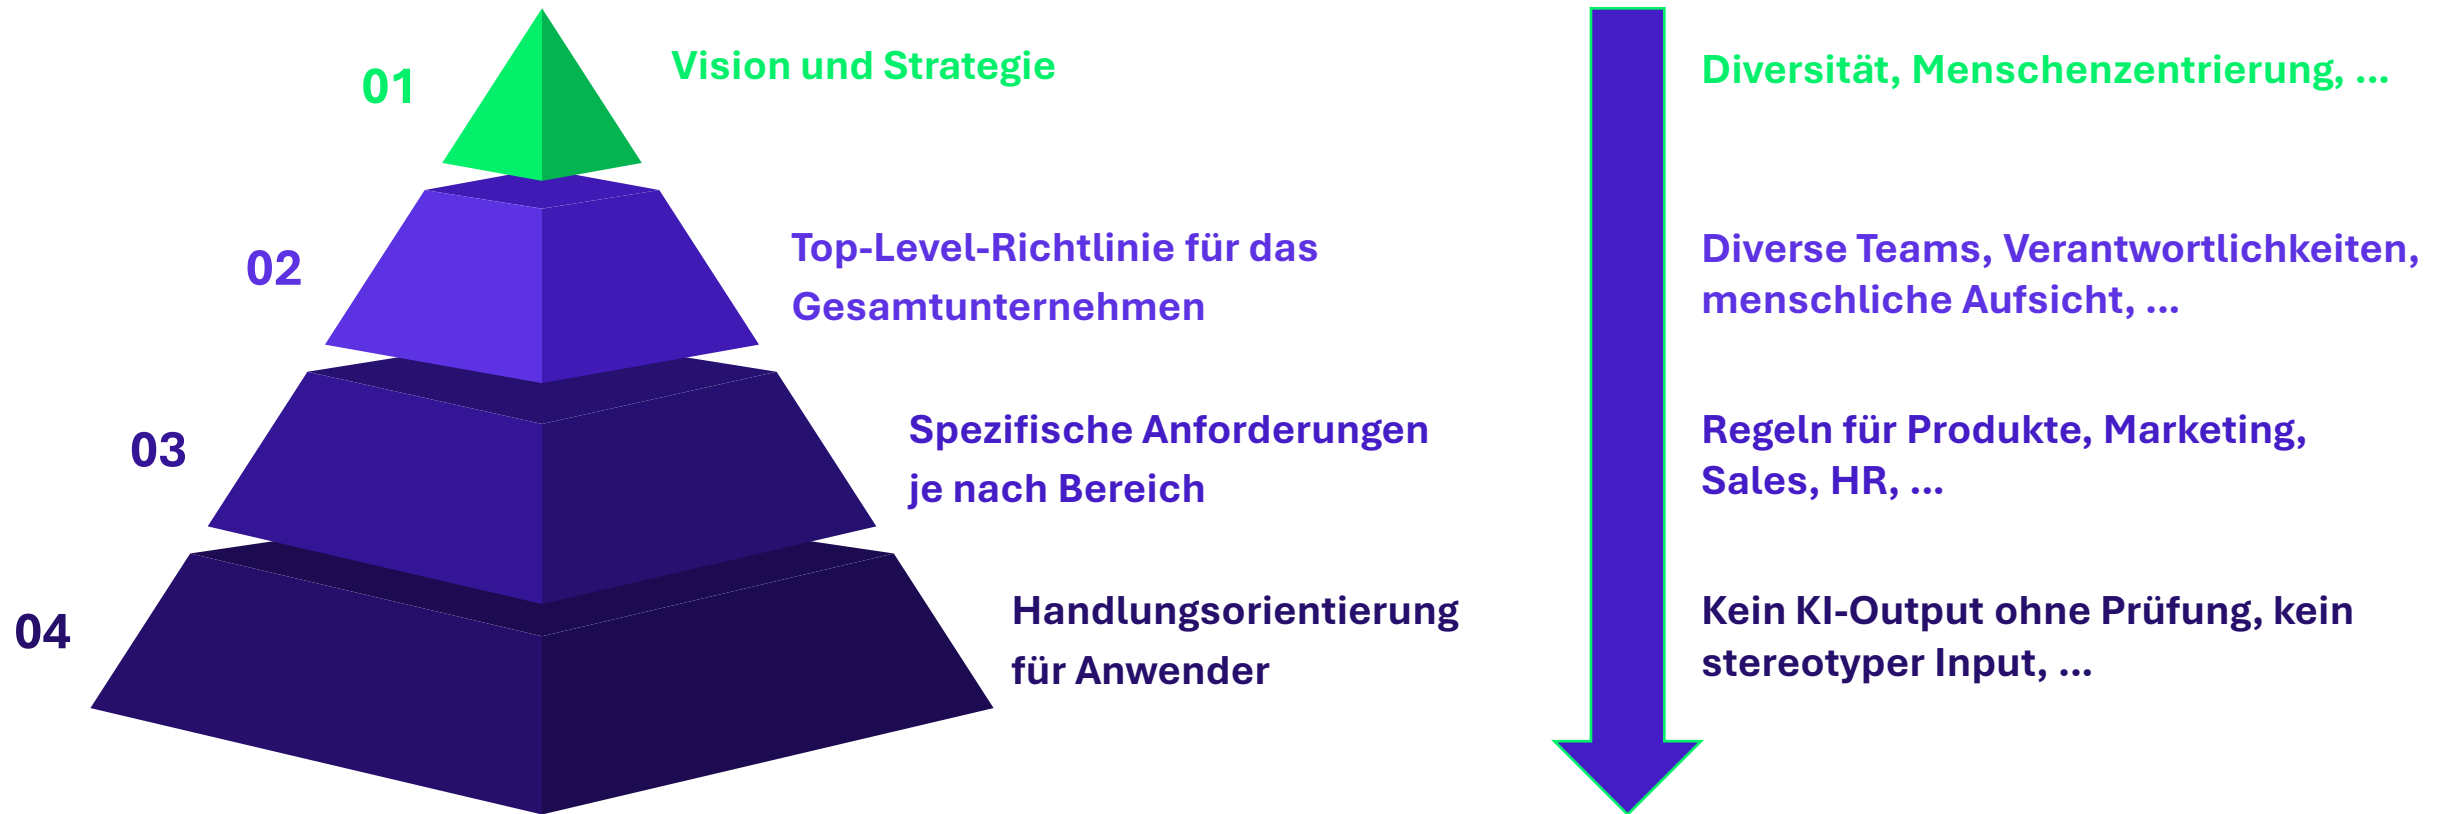 01
Vision und Strategie
Diversität, Menschenzentrierung, ...
02
Top-Level-Richtlinie für das
Gesamtunternehmen
Diverse Teams, Verantwortlichkeiten,
menschliche Aufsicht, ...
03
Spezifische Anforderungen
je nach Bereich
Regeln für Produkte, Marketing,
Sales, HR, ...
04
Handlungsorientierung
für Anwender
Kein KI-Output ohne Prüfung, kein
stereotyper Input, ...